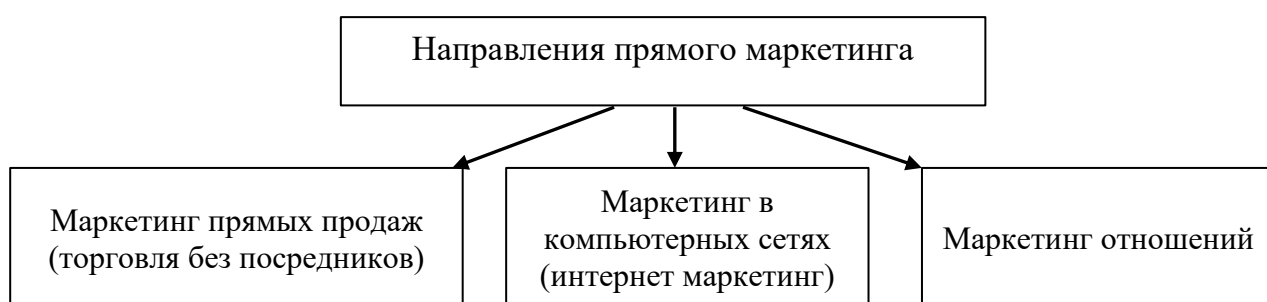 Направления прямого маркетинга
Маркетинг прямых продаж
(торговля без посредников)
Маркетинг в
компьютерных сетях
(интернет маркетинг)
Маркетинг отношений